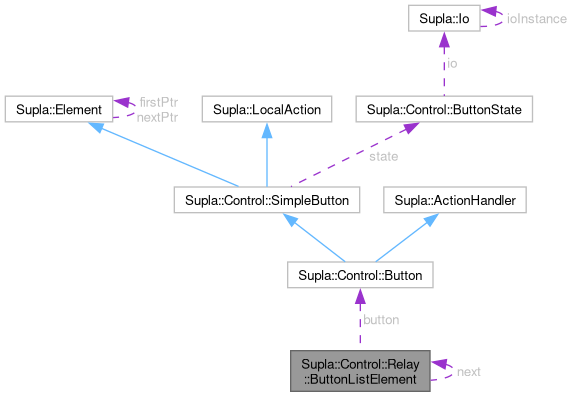 Supla::Io
ioInstance
io
Supla::Element
firstPtr
nextPtr
Supla::LocalAction
Supla::Control::ButtonState
state
Supla::Control::SimpleButton
Supla::ActionHandler
Supla::Control::Button
button
Supla::Control::Relay
::ButtonListElement
next